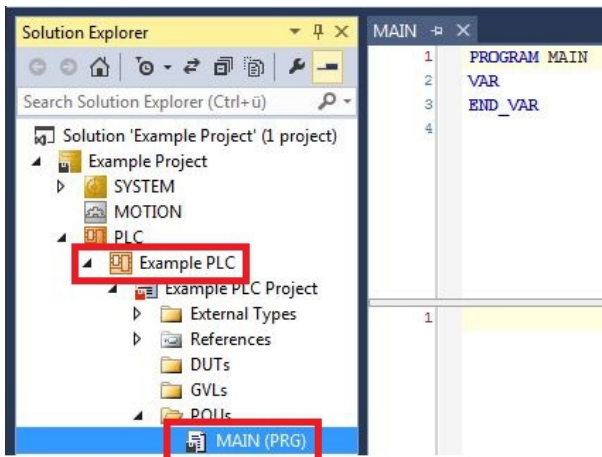 Solution Explorer
Search Solution Explorer (Ctrl+ü)
Solution 'Example Project' (1 project)
Example Project
SYSTEM
MOTION
PLC
Example PLC
Example PLC Project
External Types
References
DUTs
GVLs
POUs
MAIN (PRG)
MAIN
1 PROGRAM MAIN
2 VAR
3 END_VAR
4
1